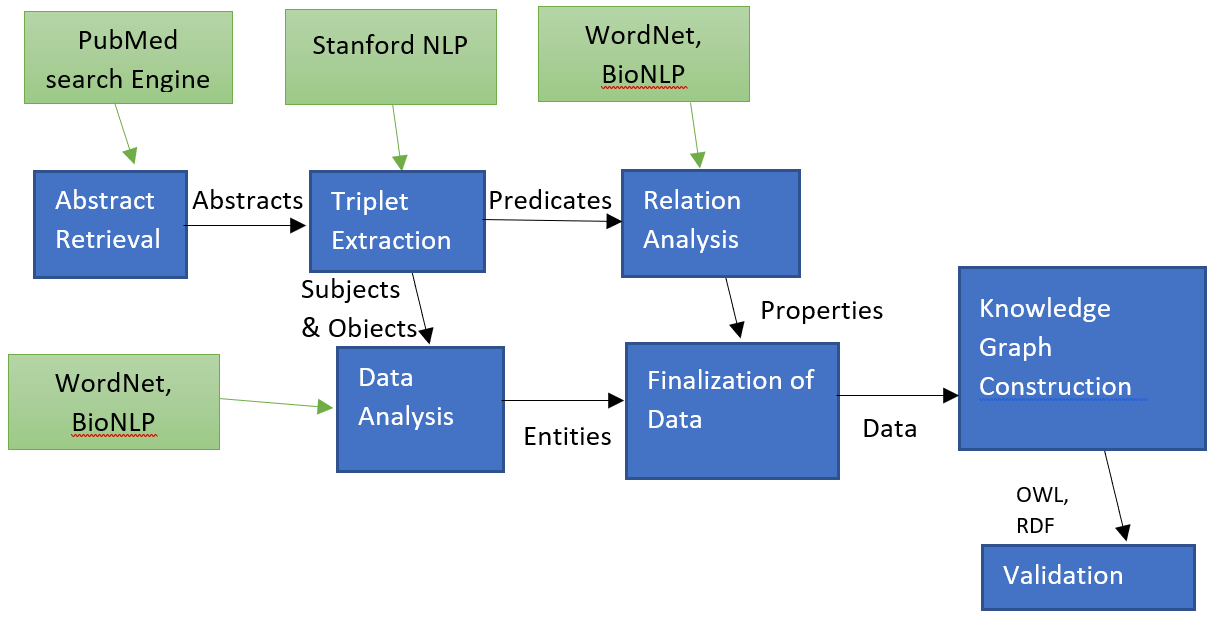 PubMed
search Engine
Stanford NLP
WordNet,
BioNLP
Abstract
Retrieval
Abstracts
Triplet
Extraction
Predicates
Relation
Analysis
Subjects
& Objects
Properties
Knowledge
Graph
Construction
WordNet,
BioNLP
Data
Analysis
Entities
Finalization of
Data
Data
OWL,
RDF
Validation